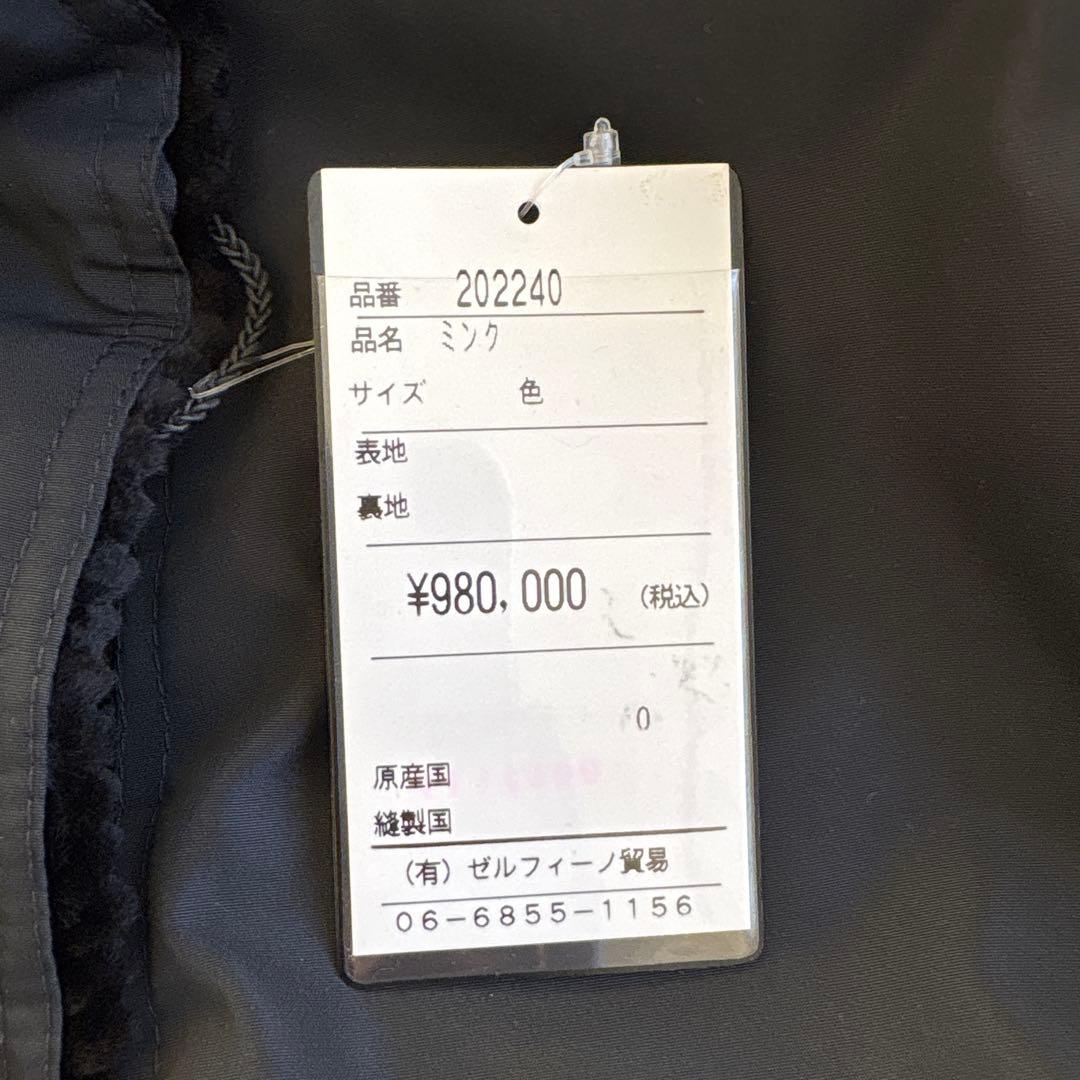 品番 202240
品名 ミンク
サイズ 色
表地
裏地
¥980,000 (税込)
0
原産国
縫製国
(有) ゼルフィーノ貿易
06-6855-1156